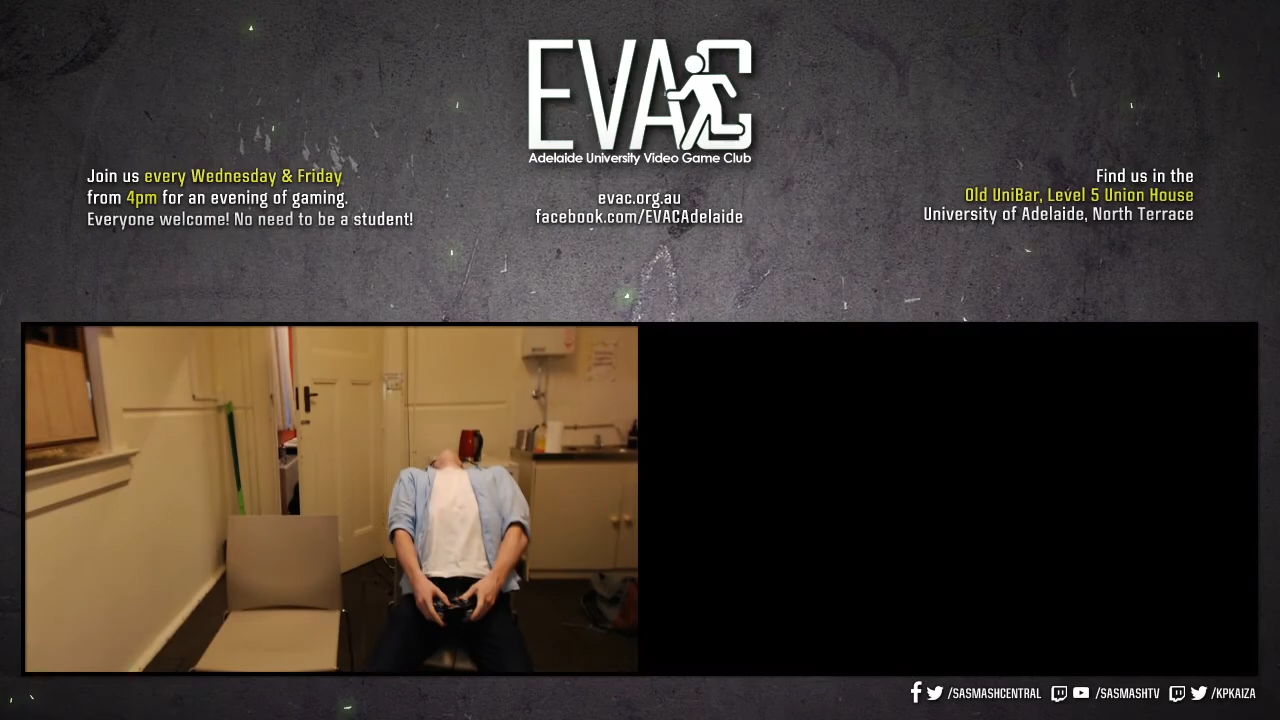 EVAC
Adelaide University Video Game Club
Join us every Wednesday & Friday
from 4pm for an evening of gaming.
Everyone welcome! No need to be a student!
evac.org.au
facebook.com/EVACAdelaide
Find us in the
Old UniBar, Level 5 Union House
University of Adelaide, North Terrace
/SASMASHCENTRAL /SASMASHTV /KPKAIZA